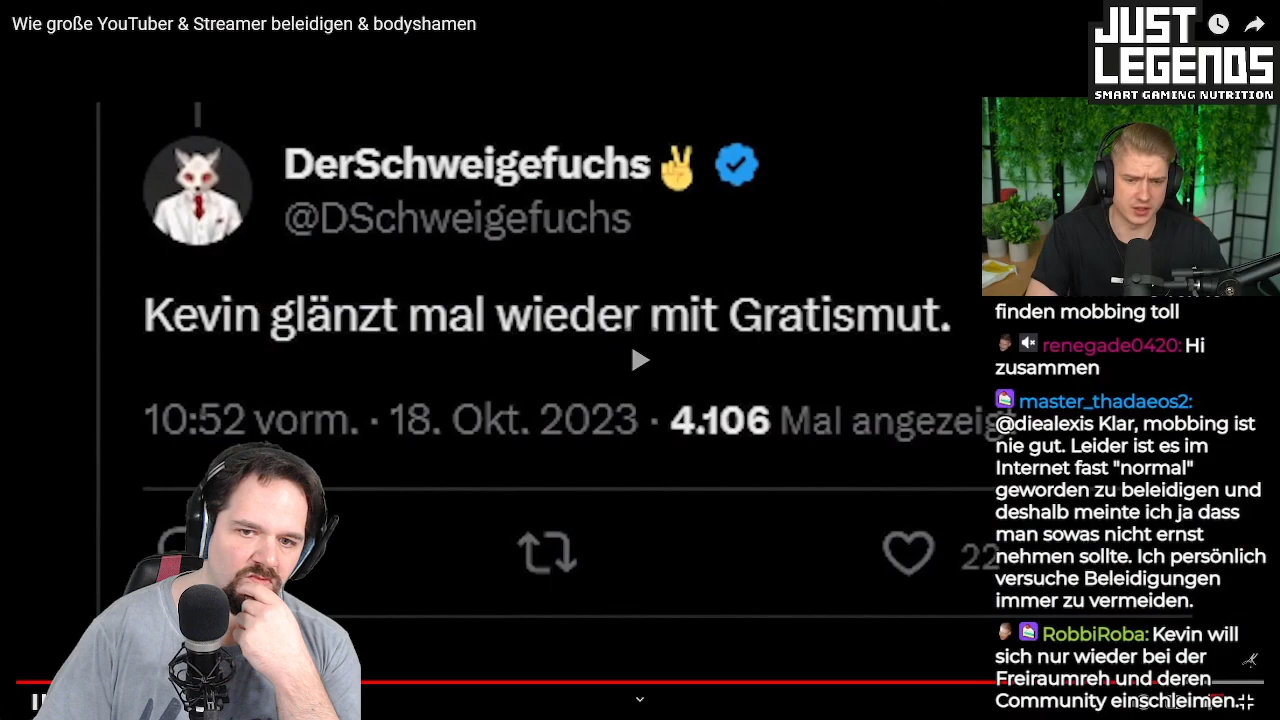 Wie große YouTuber & Streamer beleidigen & bodyshamen
JUST
LEGENDS
SMART GAMING NUTRITION
DerSchweigefuchs✌️
@DSchweigefuchs
Kevin glänzt mal wieder mit Gratismut.
10:52 vorm. · 18. Okt. 2023 · 4.106 Mal angezeigt
22
finden mobbing toll
renegade0420: Hi
zusammen
master_thadaeos2:
@diealexis Klar, mobbing ist
nie gut. Leider ist es im
Internet fast "normal"
geworden zu beleidigen und
deshalb meinte ich ja dass
man sowas nicht ernst
nehmen sollte. Ich persönlich
versuche Beleidigungen
immer zu vermeiden.
RobbiRoba: Kevin will
sich nur wieder bei der
Freiraumreh und deren
Community einschleimen.